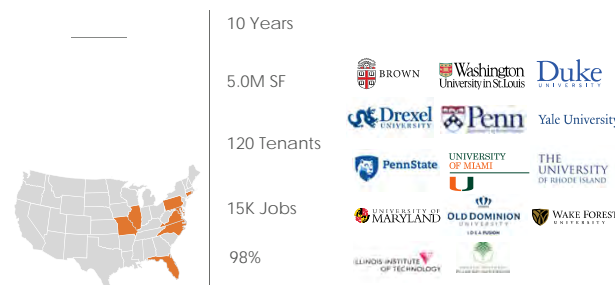 10 Years
5.0M SF
120 Tenants
15K Jobs
98%
BROWN
Washington
University in St. Louis
Duke
UNIVERSITY
Drexel
UNIVERSITY
Penn
Yale University
PennState
UNIVERSITY
OF MIAMI
THE
UNIVERSITY
OF RHODE ISLAND
UNIVERSITY OF
MARYLAND
OLD DOMINION
UNIVERSITY
IDEA FUSION
WAKE FOREST
UNIVERSITY
ILLINOIS INSTITUTE
OF TECHNOLOGY